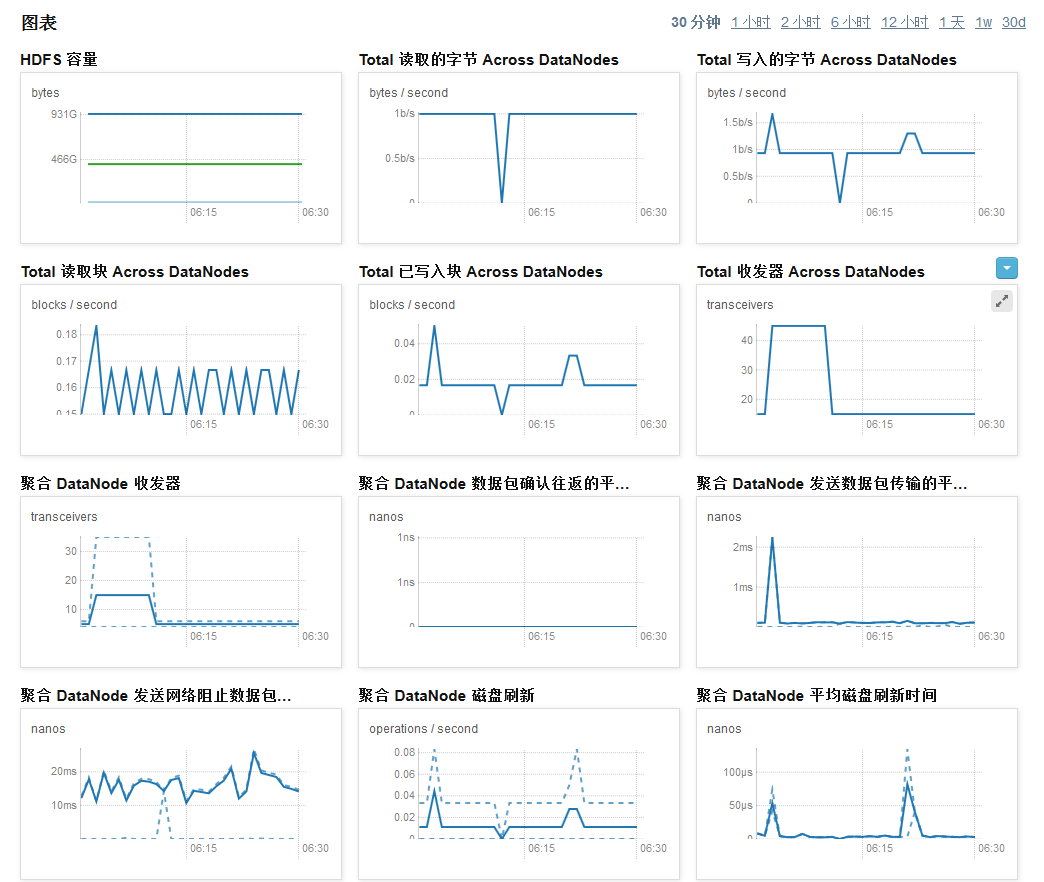 图表
30 分钟 1 小时 2 小时 6 小时 12 小时 1 天 1w 30d
HDFS 容量
bytes
931G
466G
06:15 06:30
Total 读取的字节 Across DataNodes
bytes / second
1b/s
0.5b/s
0
06:15 06:30
Total 写入的字节 Across DataNodes
bytes / second
1.5b/s
1b/s
0.5b/s
0
06:15 06:30
Total 读取块 Across DataNodes
blocks / second
0.18
0.17
0.16
0.15
06:15 06:30
Total 已写入块 Across DataNodes
blocks / second
0.04
0.02
0
06:15 06:30
Total 收发器 Across DataNodes
transceivers
40
30
20
06:15 06:30
聚合 DataNode 收发器
transceivers
30
20
10
06:15 06:30
聚合 DataNode 数据包确认往返的平...
nanos
1ns
1ns
0
06:15 06:30
聚合 DataNode 发送数据包传输的平...
nanos
2ms
1ms
06:15 06:30
聚合 DataNode 发送网络阻止数据包...
nanos
20ms
10ms
06:15 06:30
聚合 DataNode 磁盘刷新
operations / second
0.08
0.06
0.04
0.02
0
06:15 06:30
聚合 DataNode 平均磁盘刷新时间
nanos
100μs
50μs
0
06:15 06:30